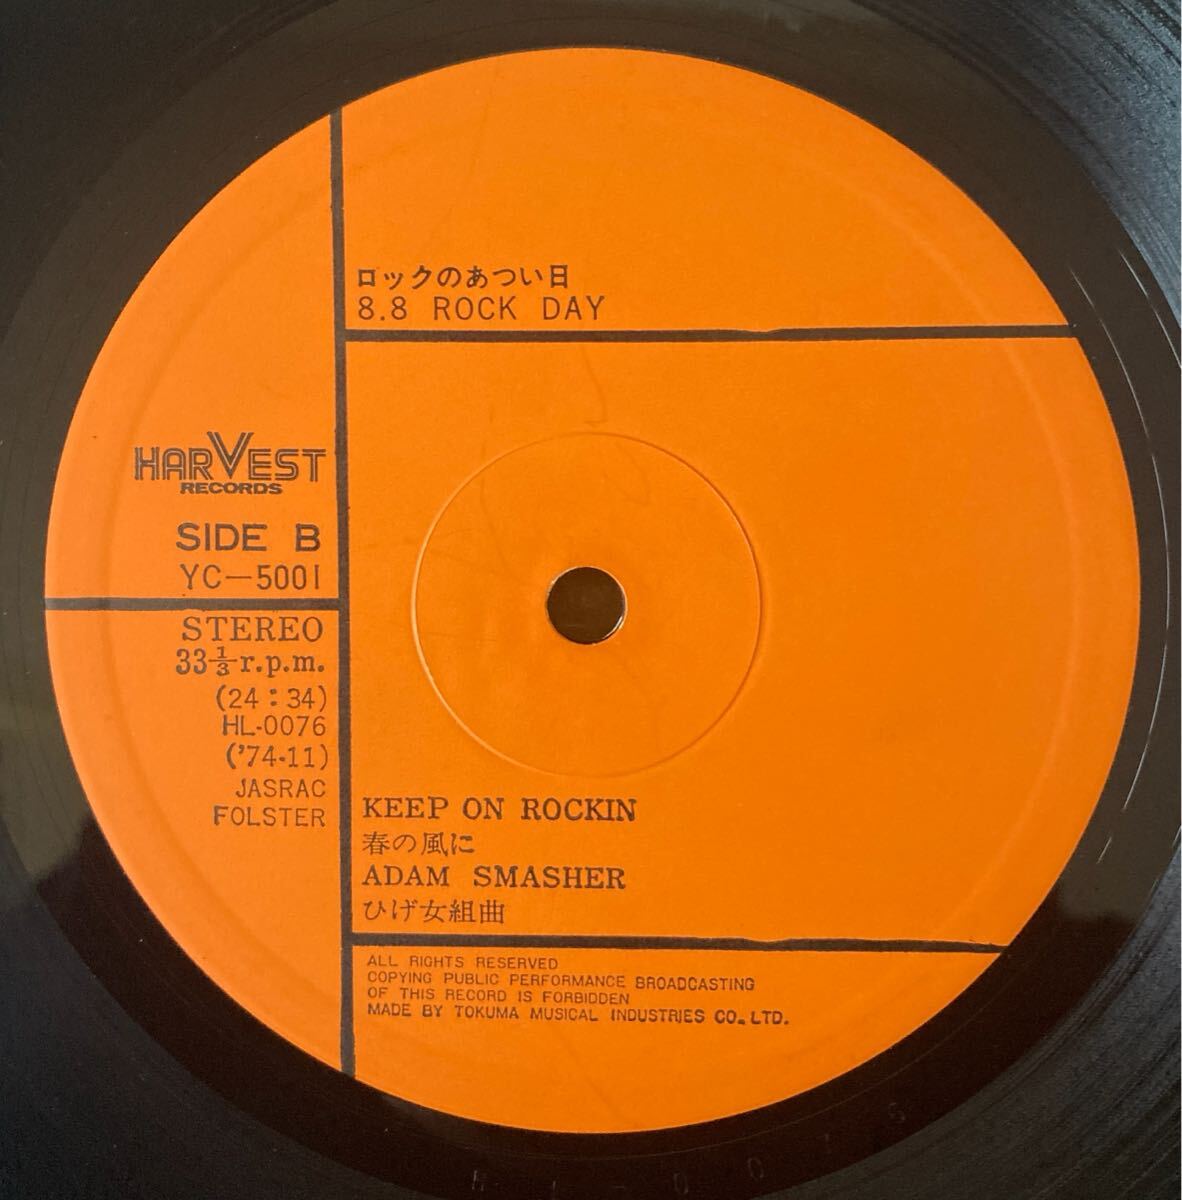 ロックのあつい日
8.8 ROCK DAY
HARVEST
RECORDS
SIDE B
YC-5001
STEREO
33 1/3 r.p.m.
(24:34)
HL-0076
('74-11)
JASRAC
FOLSTER
KEEP ON ROCKIN
春の風に
ADAM SMASHER
ひげ女組曲
ALL RIGHTS RESERVED
COPYING PUBLIC PERFORMANCE BROADCASTING
OF THIS RECORD IS FORBIDDEN
MADE BY TOKUMA MUSICAL INDUSTRIES CO., LTD.